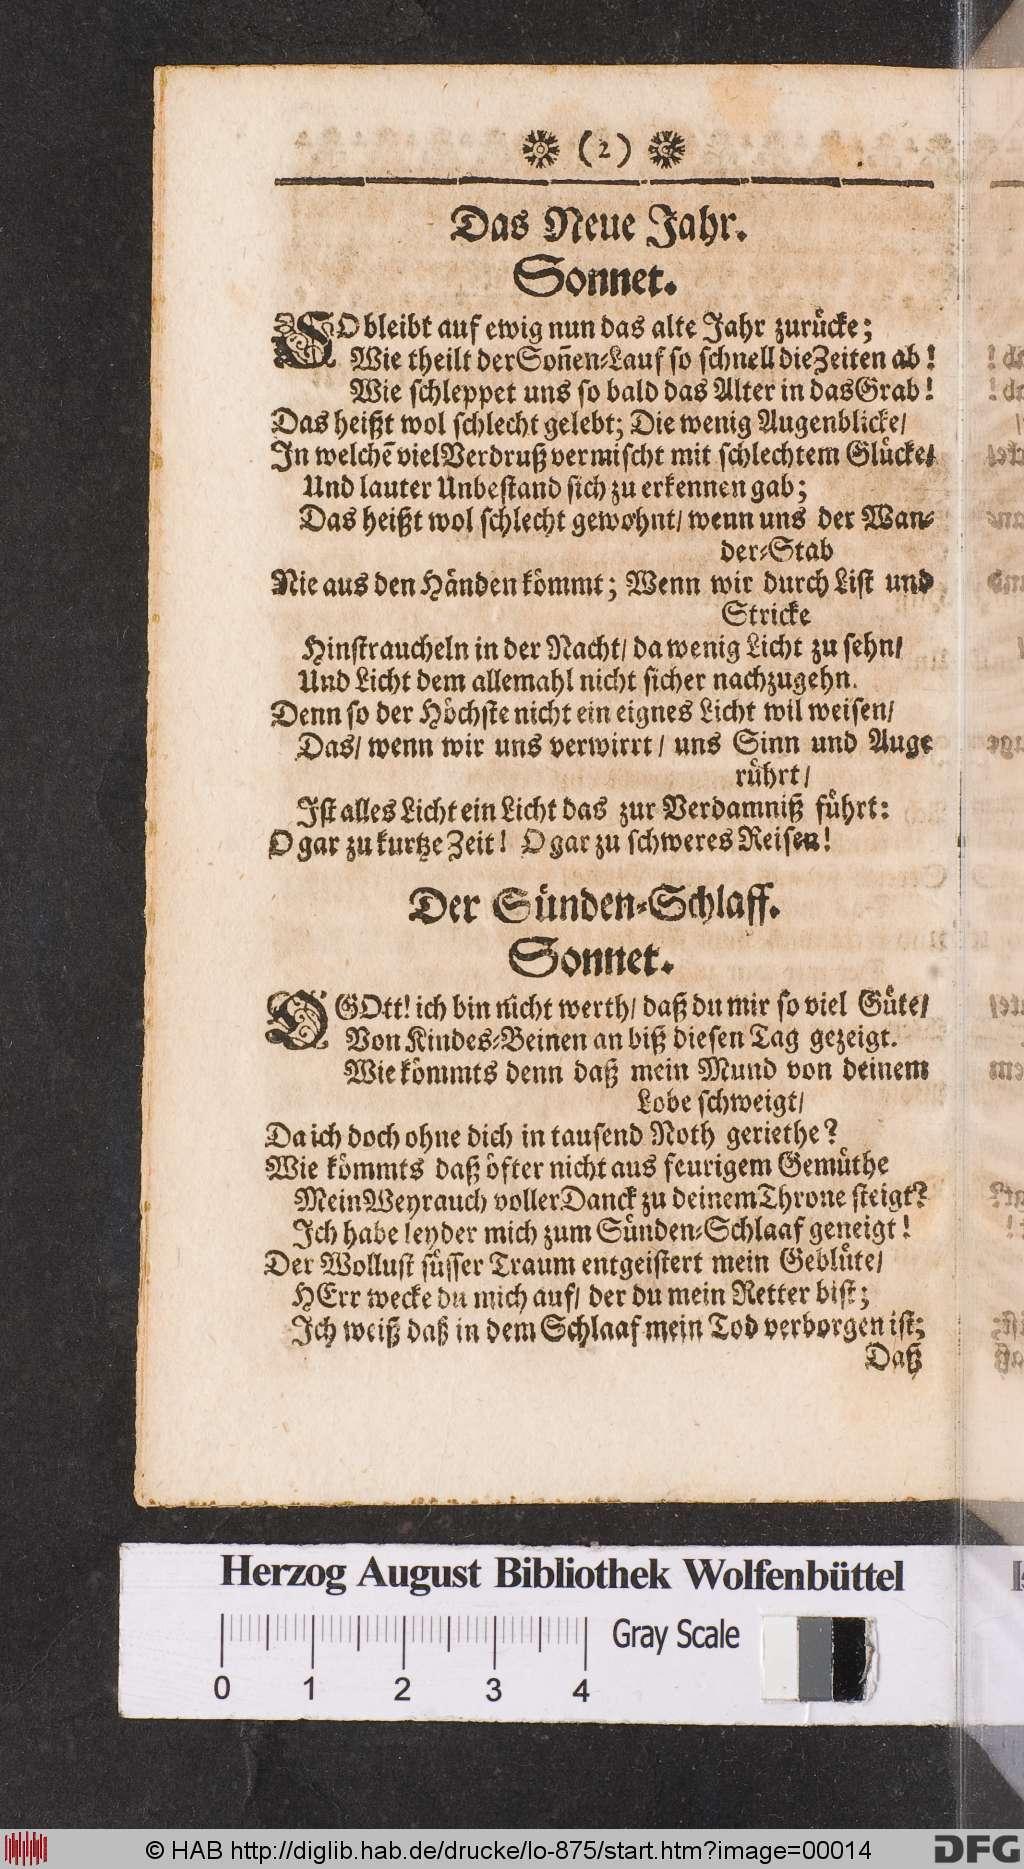 (2)
Das Neue Jahr.
Sonnet.
SO bleibt auf ewig nun das alte Jahr zurücke;
Wie theilt der Soñen-Lauf so schnell die Zeiten ab!
Wie schleppet uns so bald das Alter in das Grab!
Das heißt wol schlecht gelebt; Die wenig Augenblicke/
In welchẽ viel Verdruß vermischt mit schlechtem Glücke/
Und lauter Unbestand sich zu erkennen gab;
Das heißt wol schlecht gewohnt/ wenn uns der Wan-
der-Stab
Nie aus den Händen kömmt; Wenn wir durch List und
Stricke
Hinstraucheln in der Nacht/ da wenig Licht zu sehn/
Und Licht dem allemahl nicht sicher nachzugehn.
Denn so der Höchste nicht ein eignes Licht wil weisen/
Das/ wenn wir uns verwirrt/ uns Sinn und Auge
rührt/
Ist alles Licht ein Licht das zur Verdamniß führt:
O gar zu kurtze Zeit! O gar zu schweres Reisen!
Der Sünden-Schlaff.
Sonnet.
O GOtt! ich bin nicht werth/ daß du mir so viel Güte/
Von Kindes-Beinen an biß diesen Tag gezeigt.
Wie kömmts denn daß mein Mund von deinem
Lobe schweigt/
Da ich doch ohne dich in tausend Noth geriethe?
Wie kömmts daß öfter nicht aus feurigem Gemüthe
Mein Weyrauch voller Danck zu deinem Throne steigt?
Ich habe leyder mich zum Sünden-Schlaaf geneigt!
Der Wollust süsser Traum entgeistert mein Geblüte/
HErr wecke du mich auf/ der du mein Retter bist;
Ich weiß daß in dem Schlaaf mein Tod verborgen ist;
Daß
Herzog August Bibliothek Wolfenbüttel
Gray Scale
0 1 2 3 4
© HAB http://diglib.hab.de/drucke/lo-875/start.htm?image=00014
DFG